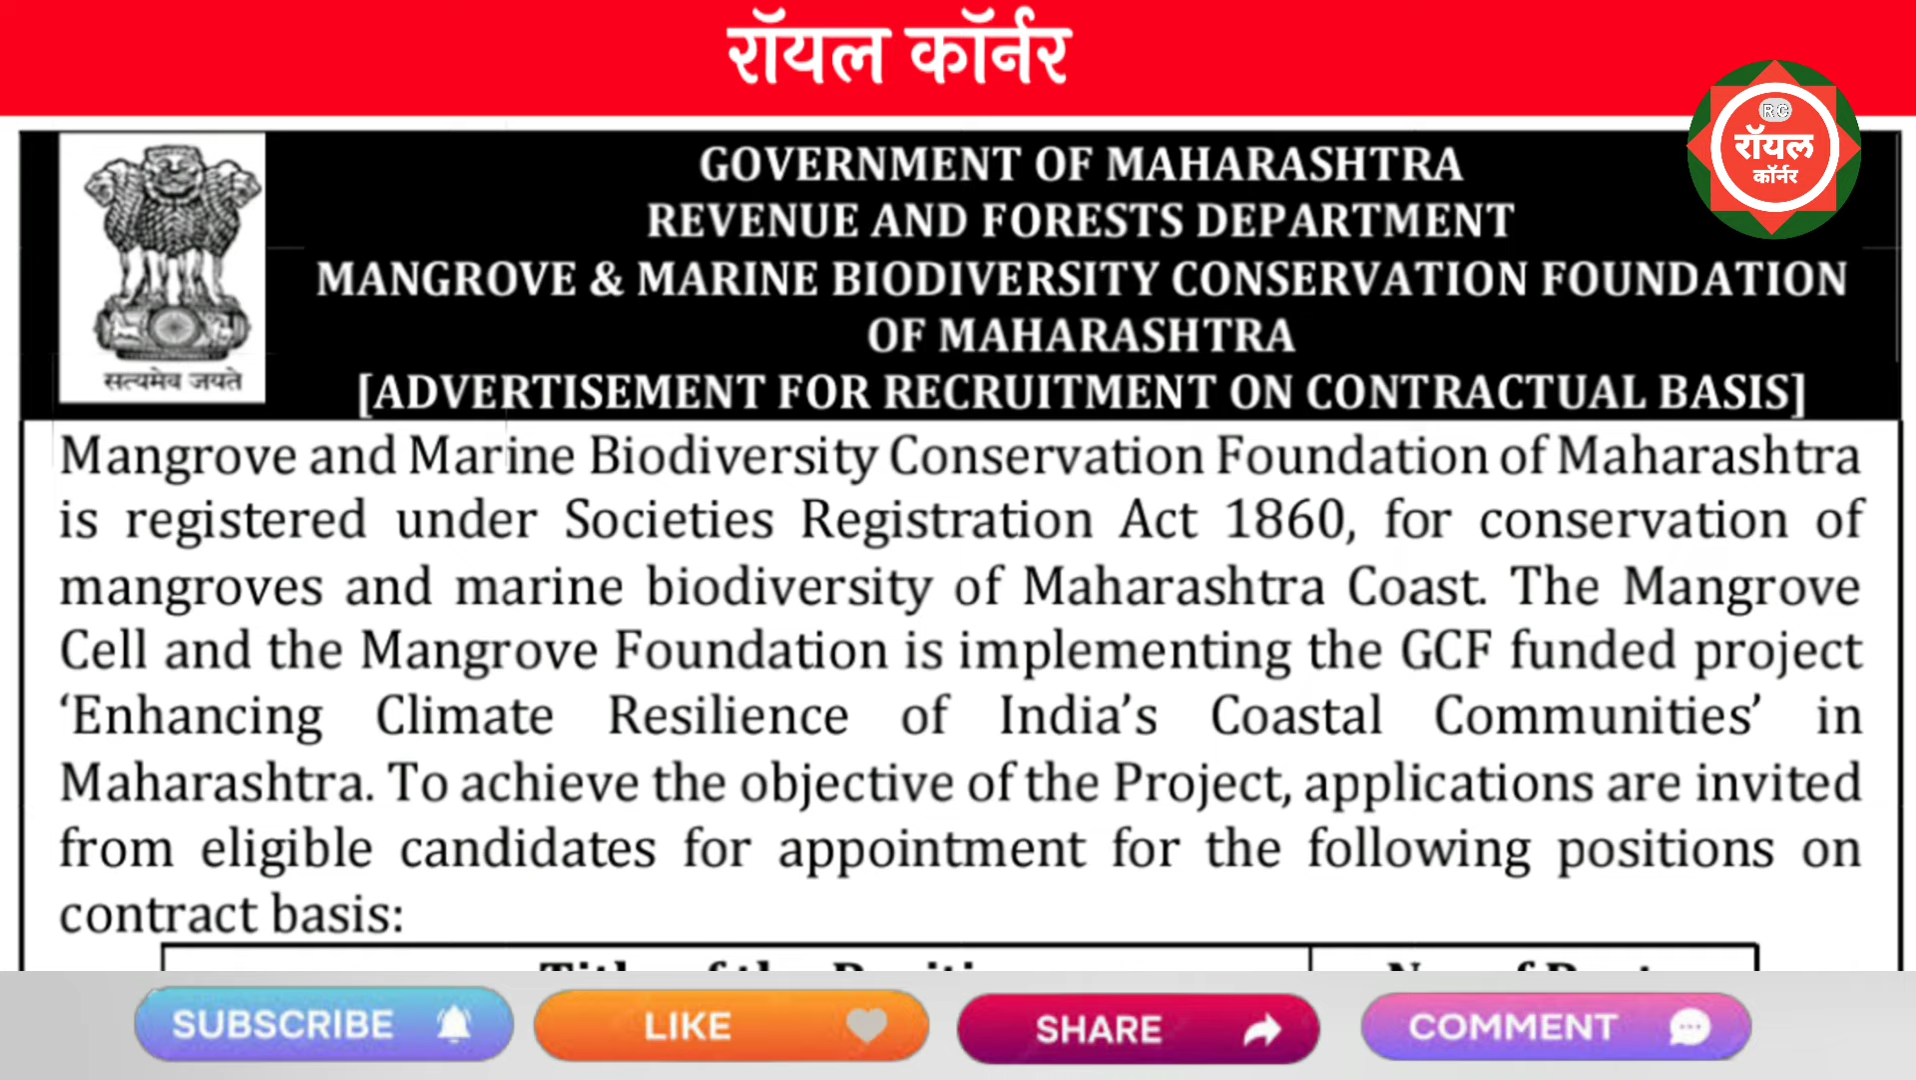 रॉयल कॉर्नर
RC
रॉयल
कॉर्नर
GOVERNMENT OF MAHARASHTRA
REVENUE AND FORESTS DEPARTMENT
MANGROVE & MARINE BIODIVERSITY CONSERVATION FOUNDATION
OF MAHARASHTRA
[ADVERTISEMENT FOR RECRUITMENT ON CONTRACTUAL BASIS]
सत्यमेव जयते
Mangrove and Marine Biodiversity Conservation Foundation of Maharashtra
is registered under Societies Registration Act 1860, for conservation of
mangroves and marine biodiversity of Maharashtra Coast. The Mangrove
Cell and the Mangrove Foundation is implementing the GCF funded project
‘Enhancing Climate Resilience of India’s Coastal Communities’ in
Maharashtra. To achieve the objective of the Project, applications are invited
from eligible candidates for appointment for the following positions on
contract basis:
SUBSCRIBE
LIKE
SHARE
COMMENT